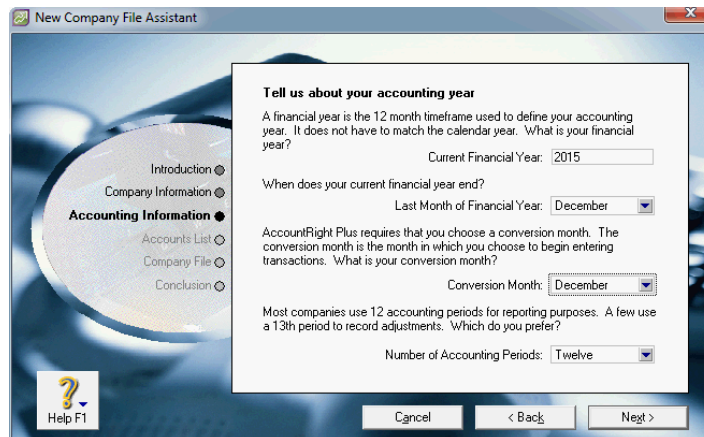 New Company File Assistant
Tell us about your accounting year
A financial year is the 12 month timeframe used to define your accounting
year. It does not have to match the calendar year. What is your financial
year?
Current Financial Year: 2015
When does your current financial year end?
Last Month of Financial Year: December
AccountRight Plus requires that you choose a conversion month. The
conversion month is the month in which you choose to begin entering
transactions. What is your conversion month?
Conversion Month: December
Most companies use 12 accounting periods for reporting purposes. A few use
a 13th period to record adjustments. Which do you prefer?
Number of Accounting Periods: Twelve
Introduction
Company Information
Accounting Information
Accounts List
Company File
Conclusion
Help F1
Cancel
< Back
Next >